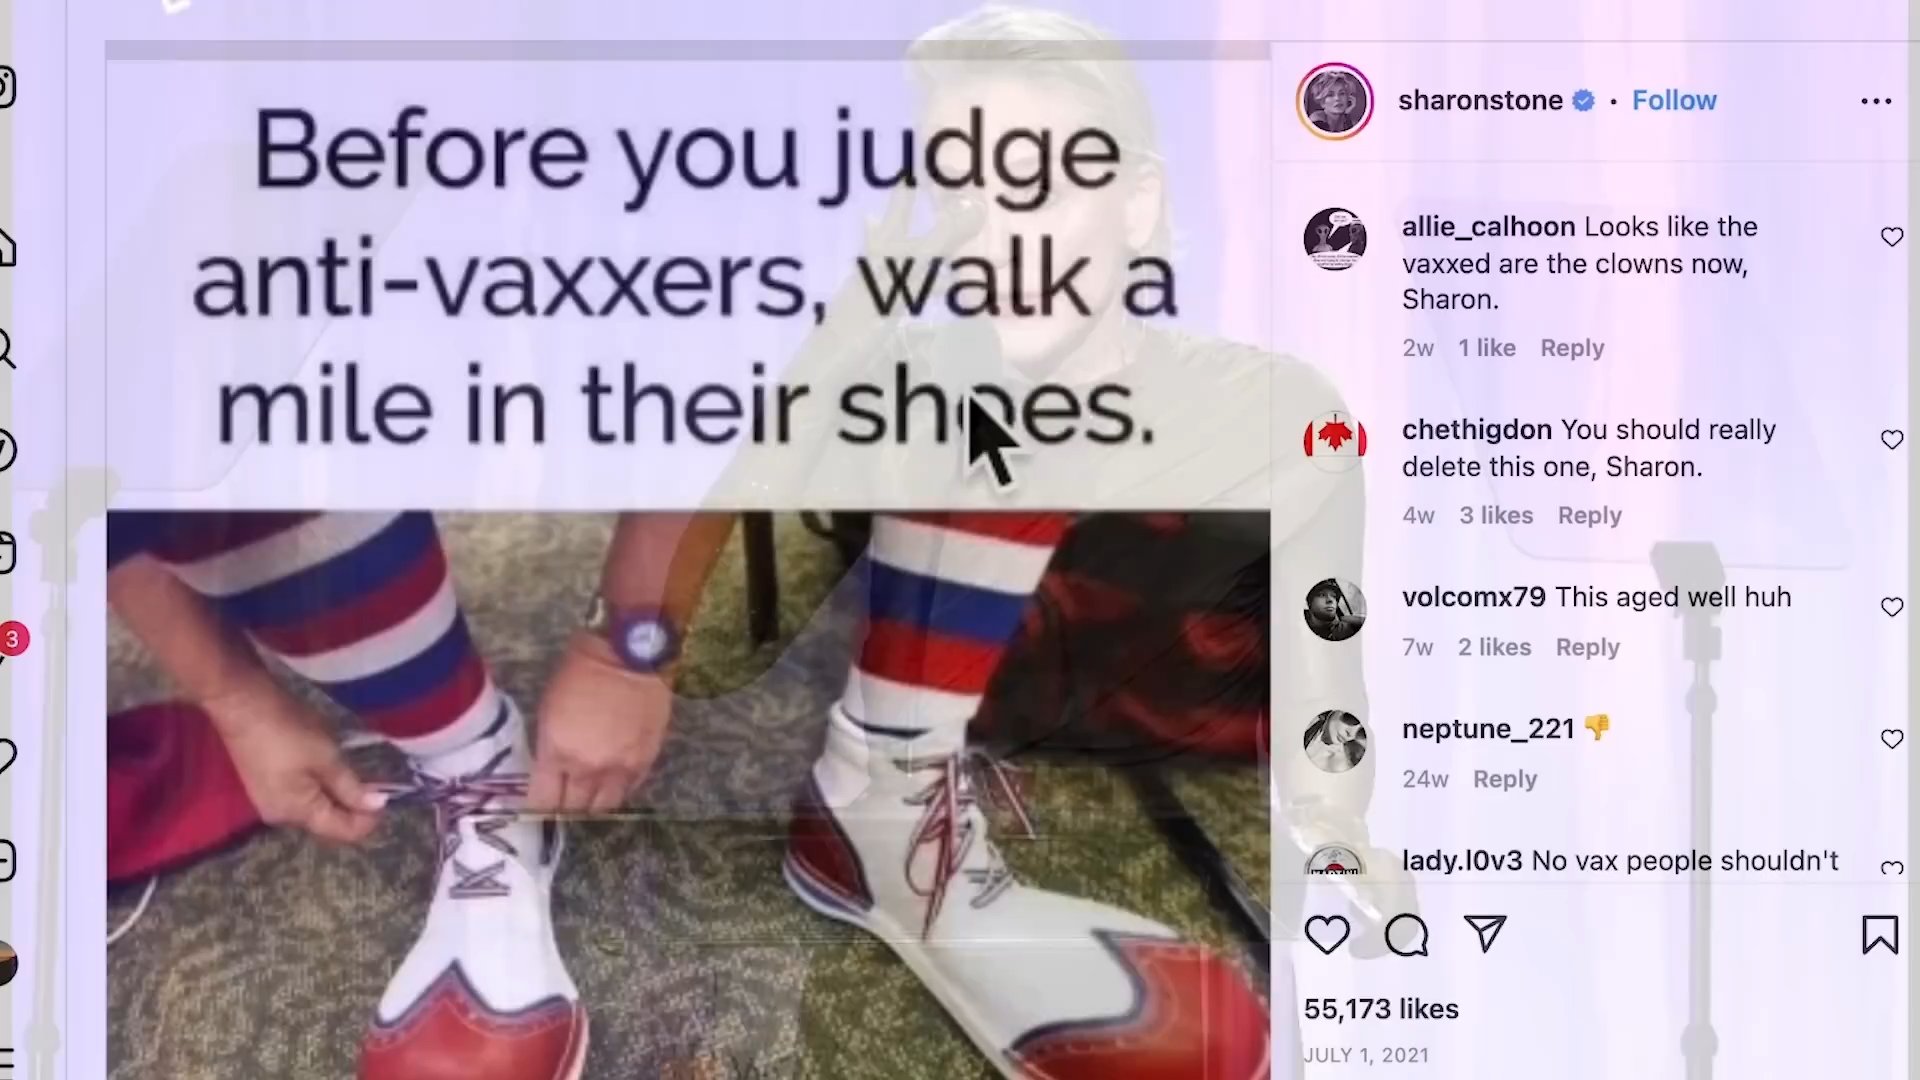 Before you judge
anti-vaxxers, walk a
mile in their shoes.
sharonstone • Follow
allie_calhoon Looks like the
vaxxed are the clowns now,
Sharon.
2w 1 like Reply
chethigdon You should really
delete this one, Sharon.
4w 3 likes Reply
volcomx79 This aged well huh
7w 2 likes Reply
neptune_221 👎
24w Reply
lady.l0v3 No vax people shouldn't
55,173 likes
JULY 1, 2021
3